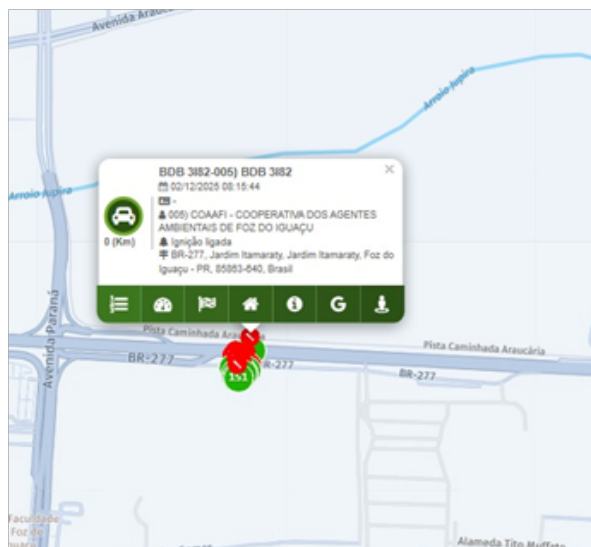 Avenida Arauc
Arroio Jupira
Arroio Jupira
BDB 3I82-005) BDB 3I82
02/12/2025 08:15:44
-
005) COAAFI - COOPERATIVA DOS AGENTES
AMBIENTAIS DE FOZ DO IGUAÇU
0 (Km)
Ignição ligada
BR-277, Jardim Itamaraty, Jardim Itamaraty, Foz do
Iguaçu - PR, 85863-640, Brasil
G
Avenida Paraná
Pista Caminhada Araucária
Pista Caminhada Araucária
BR-277
R-277
BR-277
151
Faculdade
Foz do
guaçu
Alameda Tito Muffato